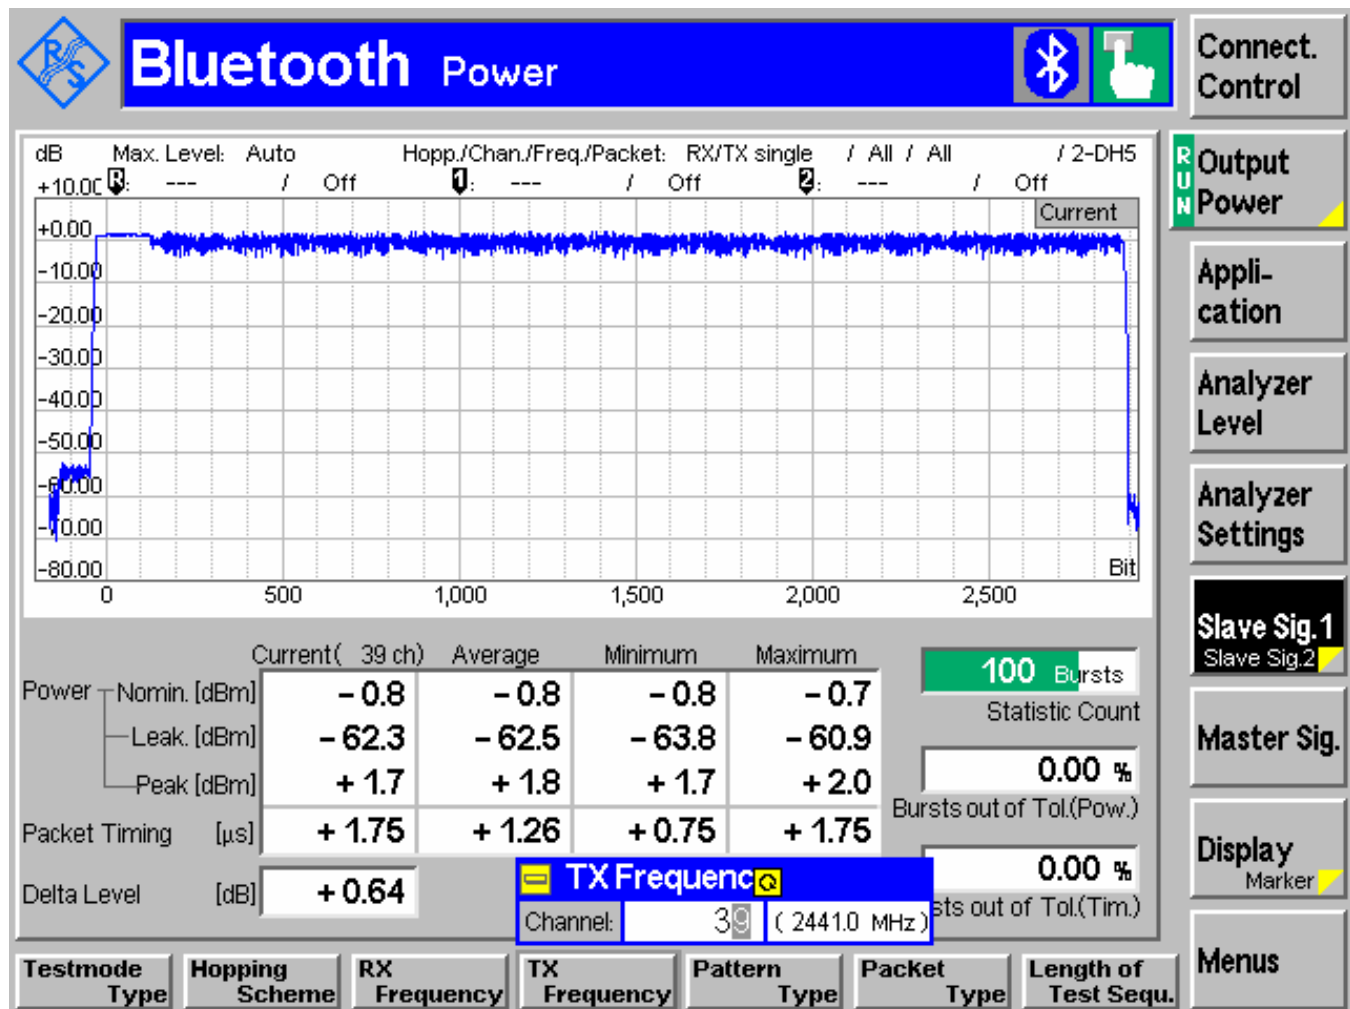 R S
Bluetooth Power
Connect. Control
dB Max. Level: Auto Hopp./Chan./Freq./Packet: RX/TX single / All / All / 2-DH5
R: --- / Off 1: --- / Off 2: --- / Off
+10.00
Current
+0.00
-10.00
-20.00
-30.00
-40.00
-50.00
-60.00
-70.00
-80.00
Bit
0 500 1,000 1,500 2,000 2,500
Current( 39 ch) Average Minimum Maximum
Power Nomin. [dBm] -0.8 -0.8 -0.8 -0.7
Leak. [dBm] -62.3 -62.5 -63.8 -60.9
Peak [dBm] +1.7 +1.8 +1.7 +2.0
Packet Timing [µs] +1.75 +1.26 +0.75 +1.75
Delta Level [dB] +0.64
100 Bursts
Statistic Count
0.00 %
Bursts out of Tol.(Pow.)
0.00 %
sts out of Tol.(Tim.)
TX Frequenc
Channel: 39 ( 2441.0 MHz )
RUN
Output Power
Appli-
cation
Analyzer Level
Analyzer Settings
Slave Sig.1
Slave Sig.2
Master Sig.
Display
Marker
Menus
Testmode Type
Hopping Scheme
RX Frequency
TX Frequency
Pattern Type
Packet Type
Length of Test Sequ.